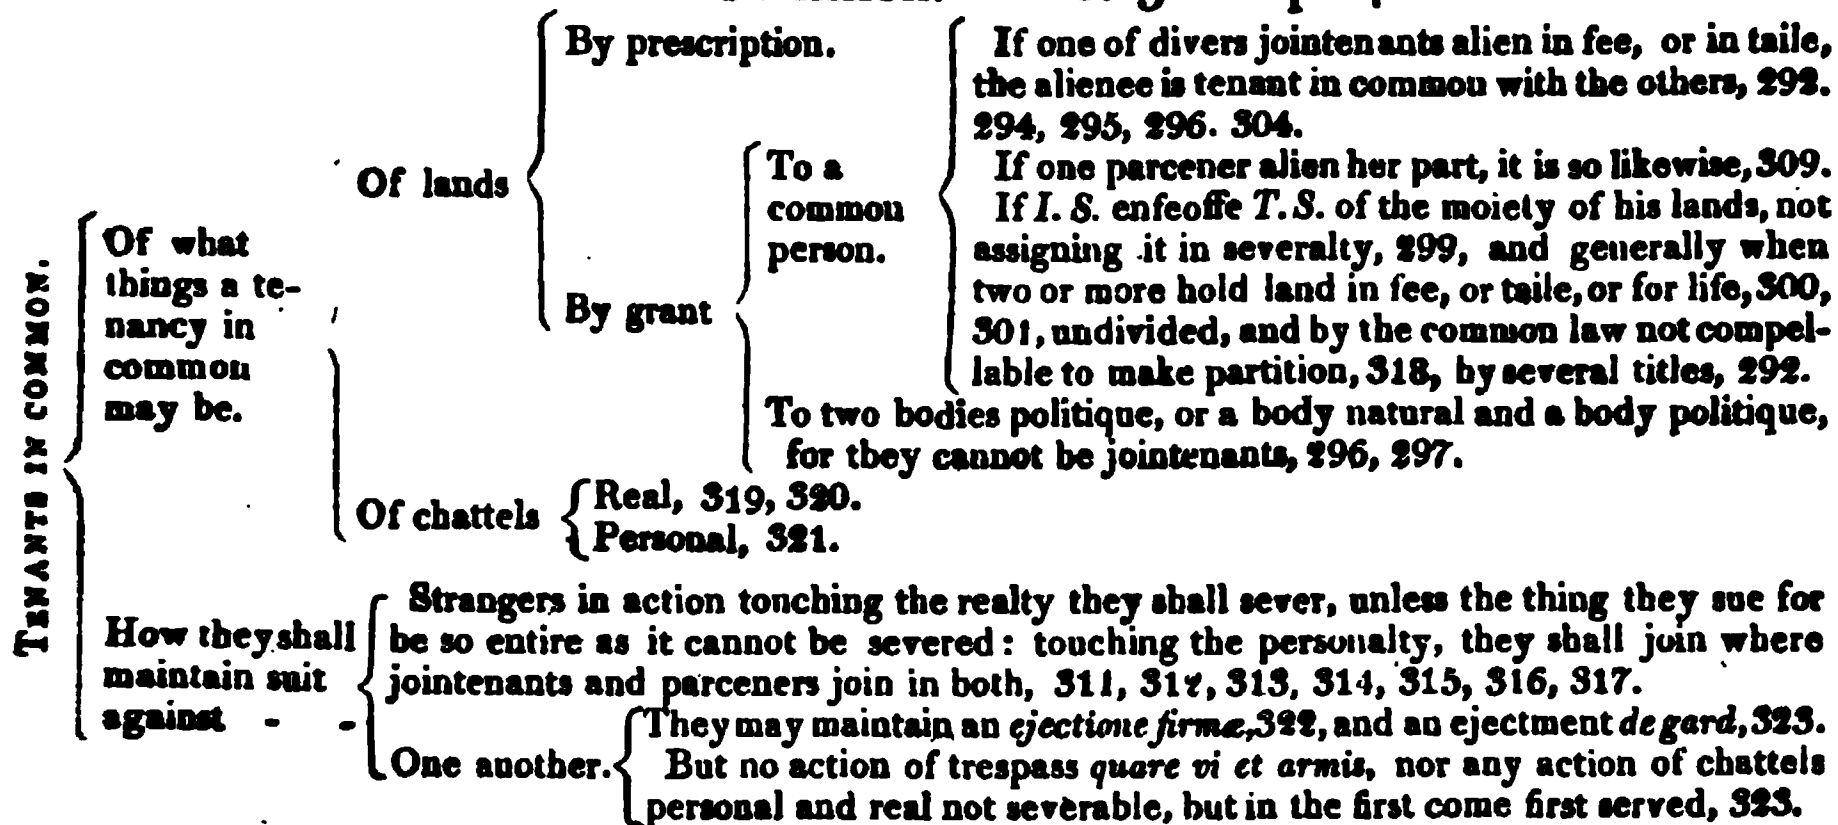 TENANTS IN COMMON.
Of what
things a te-
nancy in
common
may be.
Of lands
By prescription.
By grant
To a
common
person.
If one of divers jointenants alien in fee, or in taile,
the alienee is tenant in common with the others, 292.
294, 295, 296. 304.
If one parcener alien her part, it is so likewise, 309.
If I. S. enfeoffe T. S. of the moiety of his lands, not
assigning it in severalty, 299, and generally when
two or more hold land in fee, or taile, or for life, 300,
301, undivided, and by the common law not compel-
lable to make partition, 318, by several titles, 292.
To two bodies politique, or a body natural and a body politique,
for they cannot be jointenants, 296, 297.
Of chattels
Real, 319, 320.
Personal, 321.
How they shall
maintain suit
against - -
Strangers in action touching the realty they shall sever, unless the thing they sue for
be so entire as it cannot be severed: touching the personalty, they shall join where
jointenants and parceners join in both, 311, 312, 313, 314, 315, 316, 317.
One another.
They may maintain an ejectione firmæ, 322, and an ejectment de gard, 323.
But no action of trespass quare vi et armis, nor any action of chattels
personal and real not severable, but in the first come first served, 323.